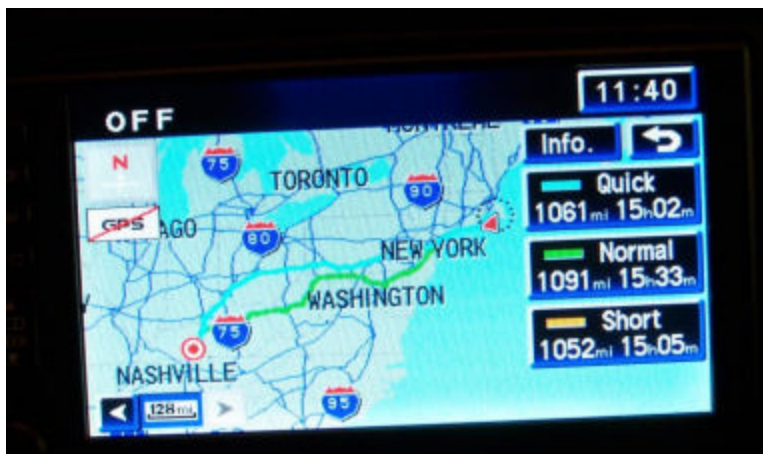 11:40
OFF
Info.
N
75
TORONTO
90
Quick
1061mi 15h02m
GPS
AGO
80
NEW YORK
Normal
1091mi 15h33m
WASHINGTON
75
Short
1052mi 15h05m
NASHVILLE
128mi
95